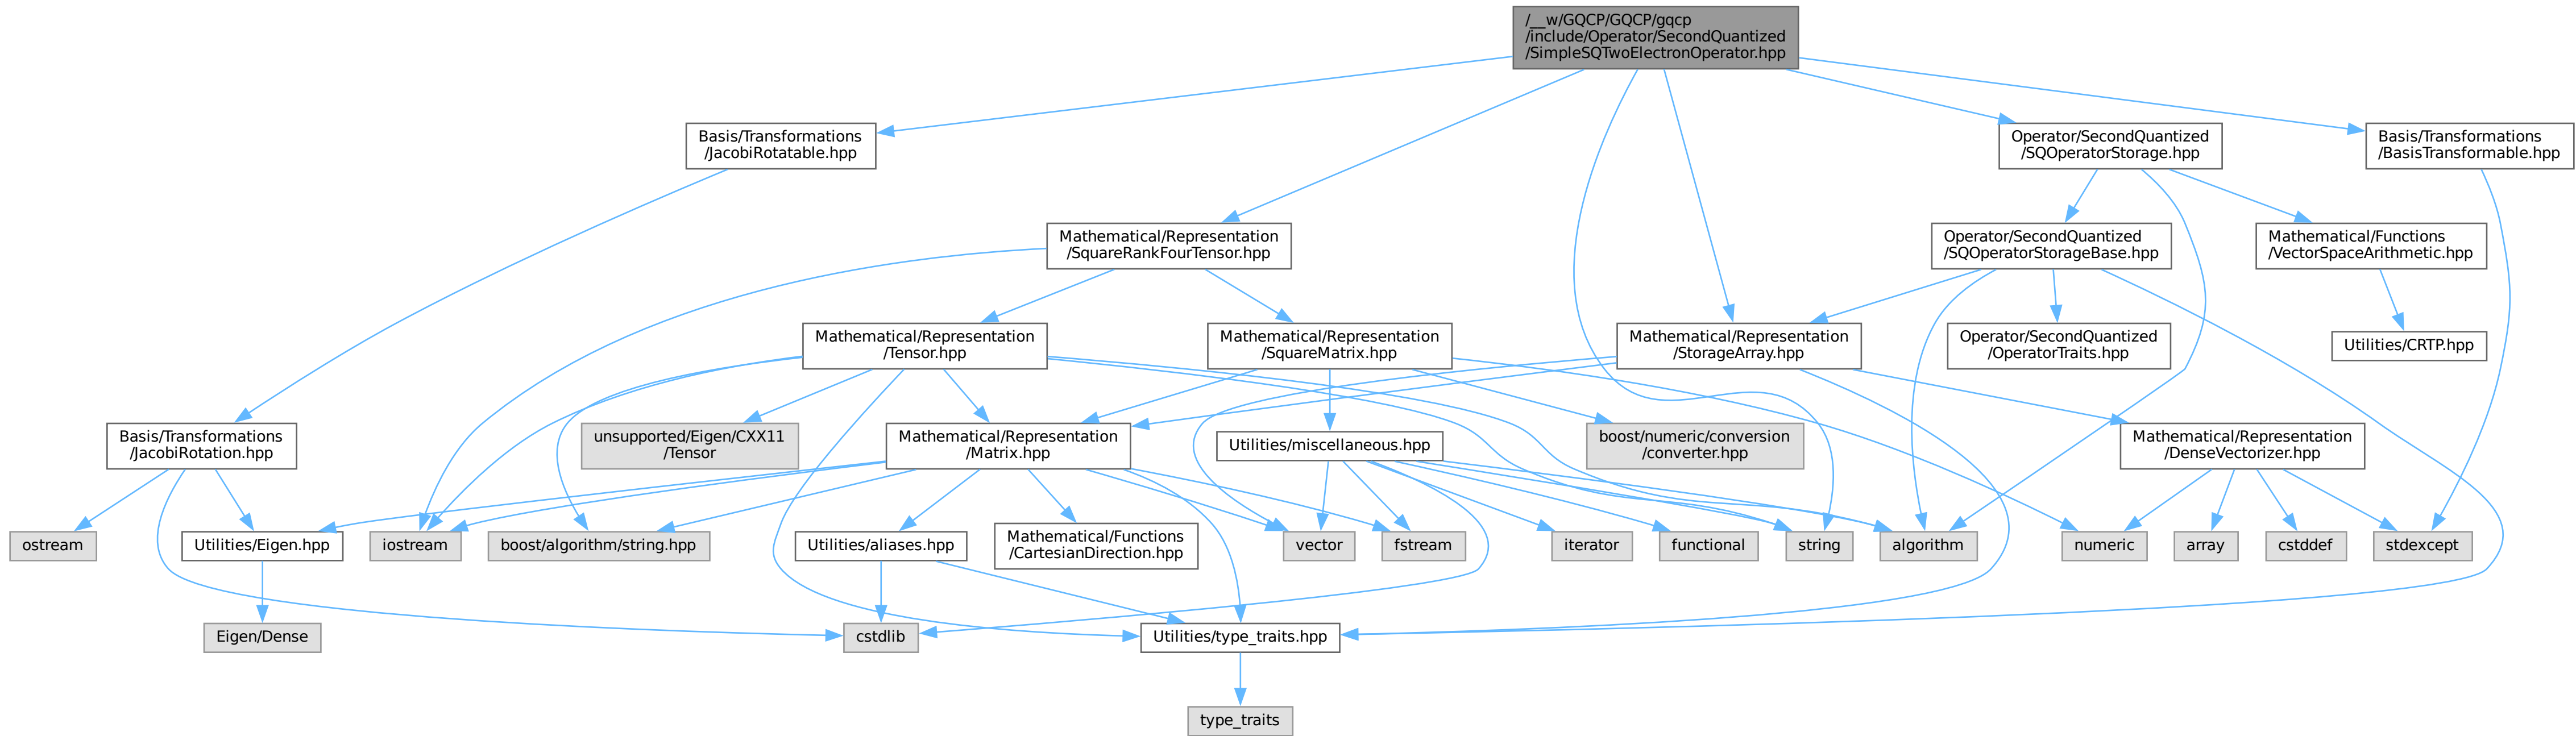 /__w/GQCP/GQCP/gqcp
/include/Operator/SecondQuantized
/SimpleSQTwoElectronOperator.hpp
Basis/Transformations
/JacobiRotatable.hpp
Operator/SecondQuantized
/SQOperatorStorage.hpp
Basis/Transformations
/BasisTransformable.hpp
Mathematical/Representation
/SquareRankFourTensor.hpp
Operator/SecondQuantized
/SQOperatorStorageBase.hpp
Mathematical/Functions
/VectorSpaceArithmetic.hpp
Mathematical/Representation
/Tensor.hpp
Mathematical/Representation
/SquareMatrix.hpp
Mathematical/Representation
/StorageArray.hpp
Operator/SecondQuantized
/OperatorTraits.hpp
Utilities/CRTP.hpp
Basis/Transformations
/JacobiRotation.hpp
unsupported/Eigen/CXX11
/Tensor
Mathematical/Representation
/Matrix.hpp
Utilities/miscellaneous.hpp
boost/numeric/conversion
/converter.hpp
Mathematical/Representation
/DenseVectorizer.hpp
ostream
Utilities/Eigen.hpp
iostream
boost/algorithm/string.hpp
Utilities/aliases.hpp
Mathematical/Functions
/CartesianDirection.hpp
vector
fstream
iterator
functional
string
algorithm
numeric
array
cstddef
stdexcept
Eigen/Dense
cstdlib
Utilities/type_traits.hpp
type_traits